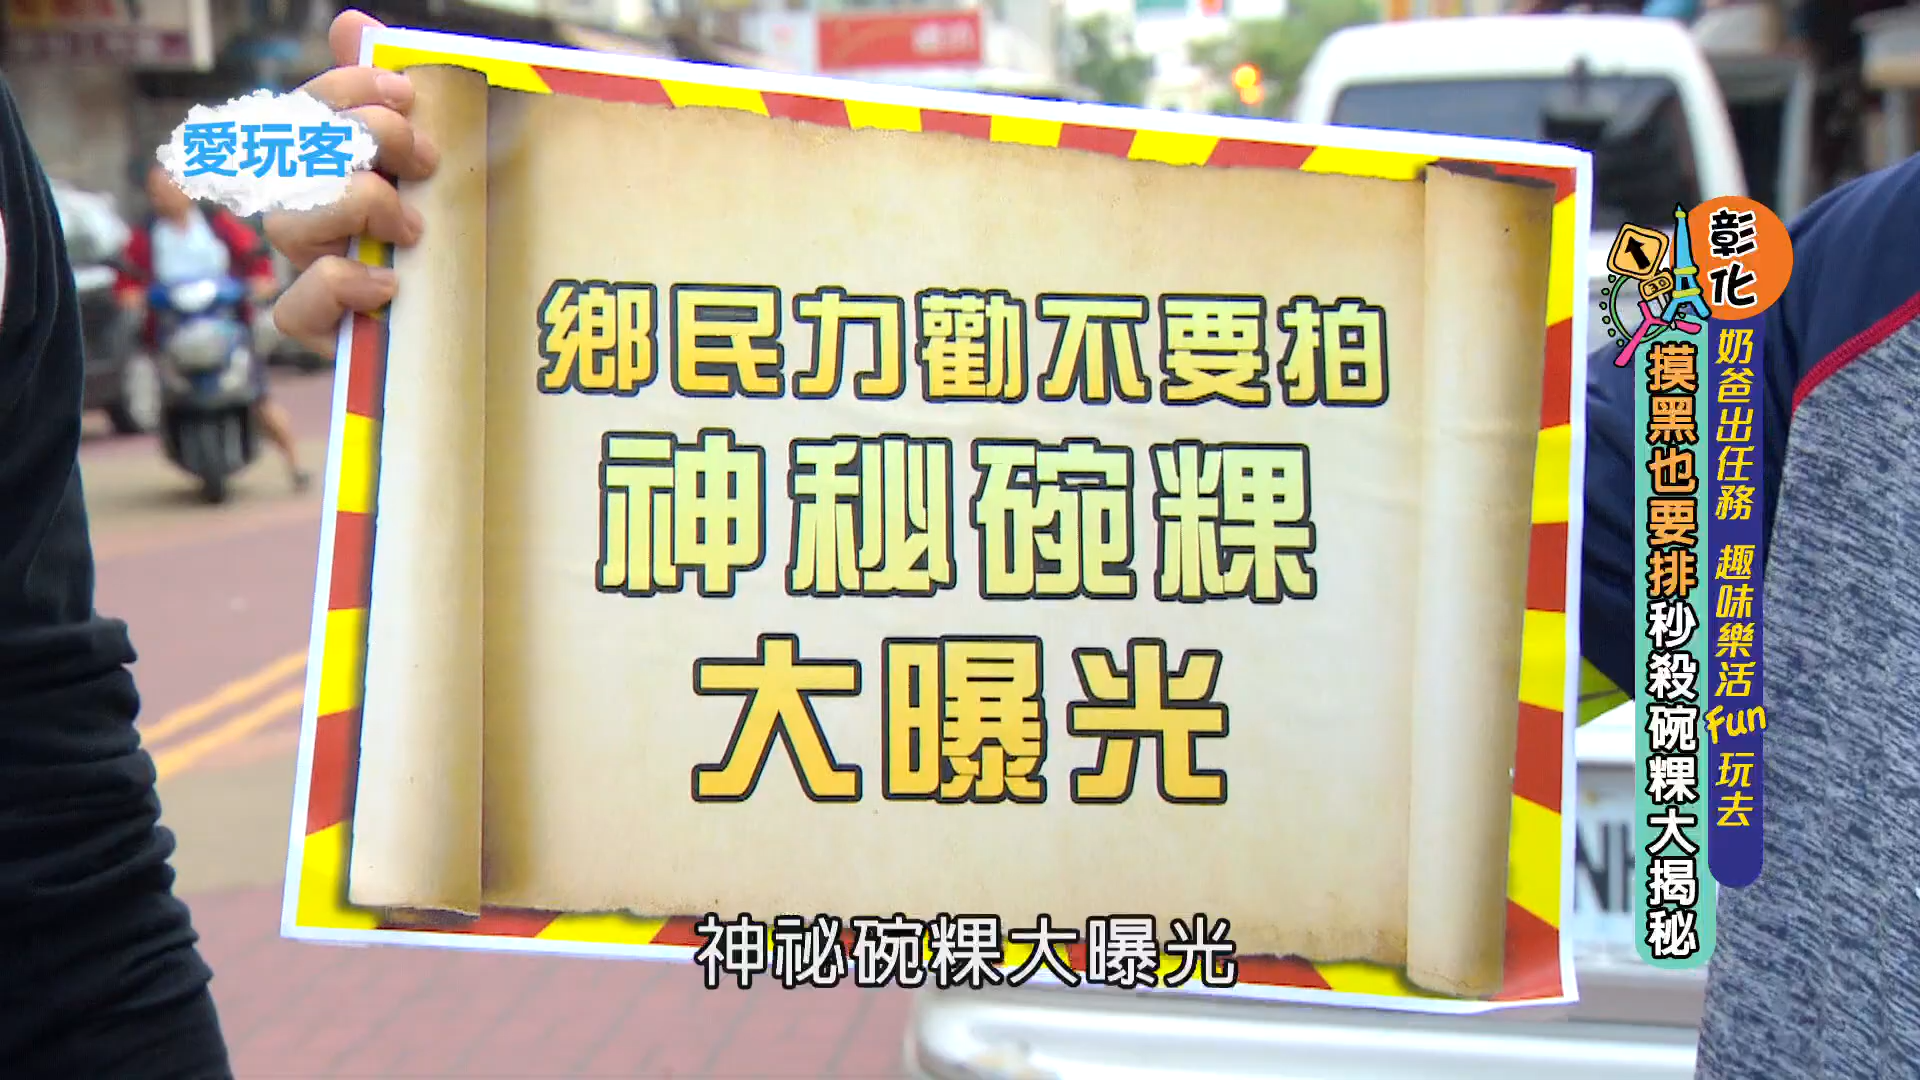 愛玩客
鄉民力勸不要拍
神秘碗粿
大曝光
神祕碗粿大曝光
彰化
奶爸出任務 趣味樂活Fun玩去
摸黑也要排秒殺碗粿大揭秘